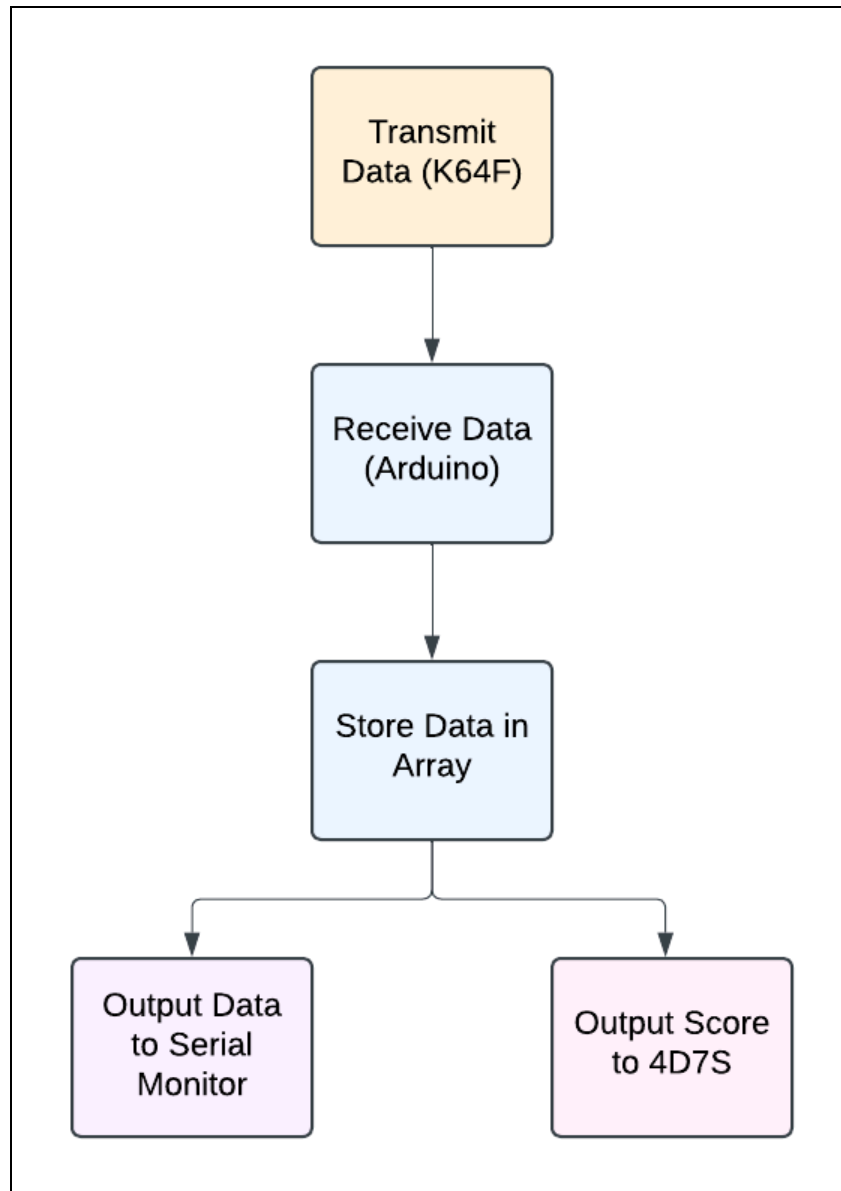 Transmit
Data (K64F)
Receive Data
(Arduino)
Store Data in
Array
Output Data
to Serial
Monitor
Output Score
to 4D7S